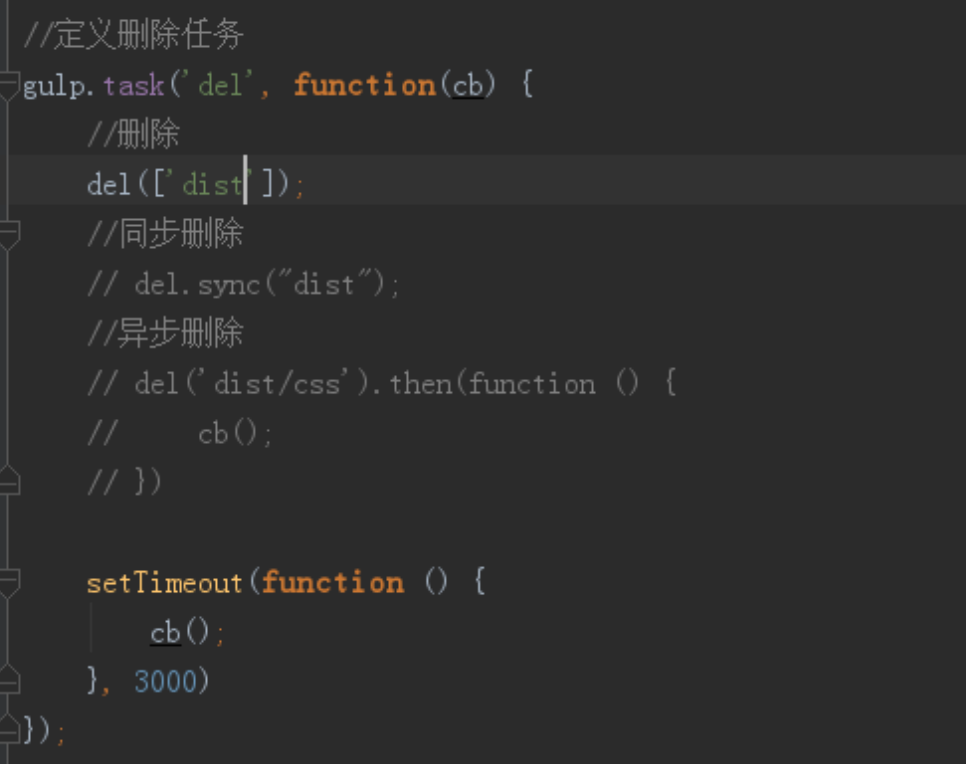 //定义删除任务
gulp.task('del', function(cb) {
    //删除
    del(['dist']);
    //同步删除
    // del.sync("dist");
    //异步删除
    // del('dist/css').then(function () {
    //     cb();
    // })
    setTimeout(function () {
        cb();
    }, 3000)
});